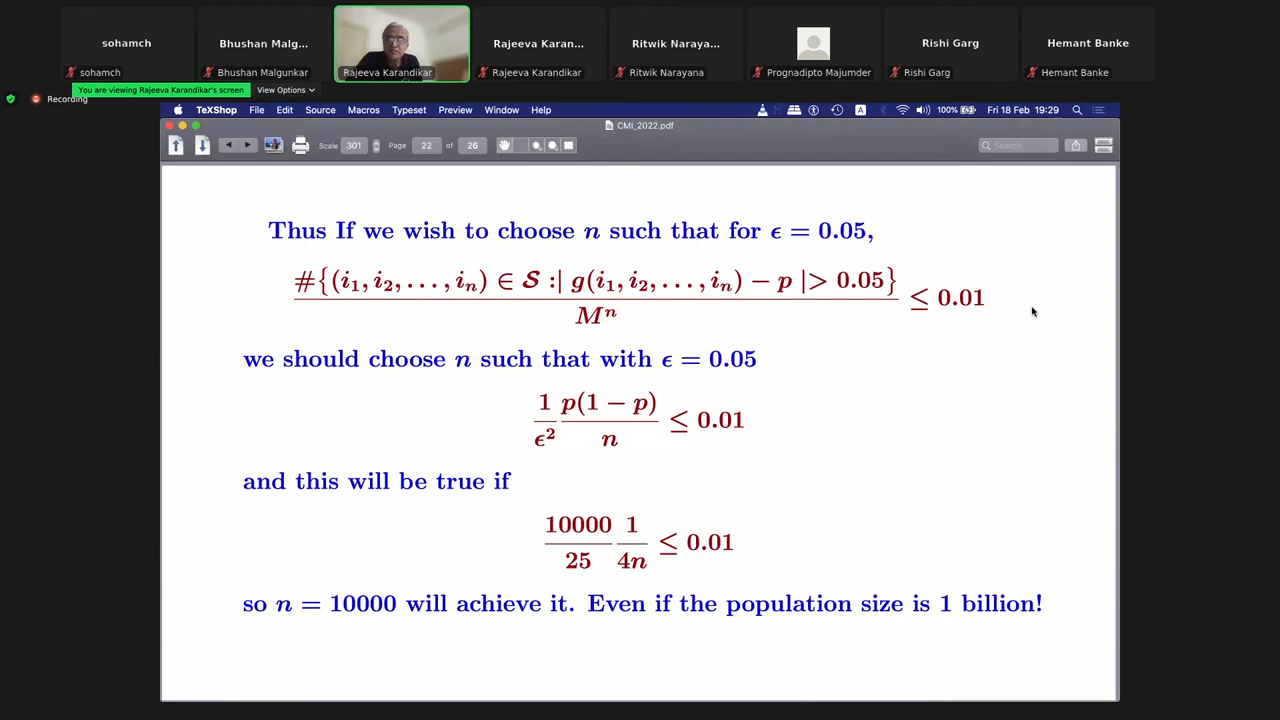 sohamch
Bhushan Malg...
Rajeeva Karan...
Ritwik Naraya...
Rishi Garg
Hemant Banke
sohamch
Bhushan Malgunkar
Rajeeva Karandikar
Rajeeva Karandikar
Ritwik Narayana
Prognadipto Majumder
Rishi Garg
Hemant Banke
You are viewing Rajeeva Karandikar's screen
View Options
Recording
TeXShop File Edit Source Macros Typeset Preview Window Help
A 100% Fri 18 Feb 19:29
CMI_2022.pdf
Scale 301 Page 22 of 26
Search
Thus If we wish to choose n such that for ϵ = 0.05,
#{(i₁, i₂, . . . , iₙ) ∈ S :| g(i₁, i₂, . . . , iₙ) − p |> 0.05}
≤ 0.01
Mⁿ
we should choose n such that with ϵ = 0.05
1 p(1 − p)
≤ 0.01
ϵ² n
and this will be true if
10000 1
≤ 0.01
25 4n
so n = 10000 will achieve it. Even if the population size is 1 billion!